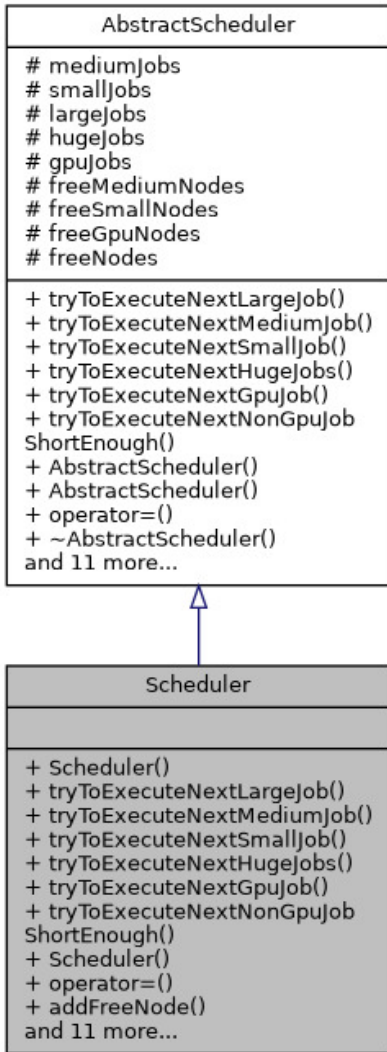 AbstractScheduler
# mediumJobs
# smallJobs
# largeJobs
# hugeJobs
# gpuJobs
# freeMediumNodes
# freeSmallNodes
# freeGpuNodes
# freeNodes
+ tryToExecuteNextLargeJob()
+ tryToExecuteNextMediumJob()
+ tryToExecuteNextSmallJob()
+ tryToExecuteNextHugeJobs()
+ tryToExecuteNextGpuJob()
+ tryToExecuteNextNonGpuJob
ShortEnough()
+ AbstractScheduler()
+ AbstractScheduler()
+ operator=()
+ ~AbstractScheduler()
and 11 more...
Scheduler
+ Scheduler()
+ tryToExecuteNextLargeJob()
+ tryToExecuteNextMediumJob()
+ tryToExecuteNextSmallJob()
+ tryToExecuteNextHugeJobs()
+ tryToExecuteNextGpuJob()
+ tryToExecuteNextNonGpuJob
ShortEnough()
+ Scheduler()
+ operator=()
+ addFreeNode()
and 11 more...